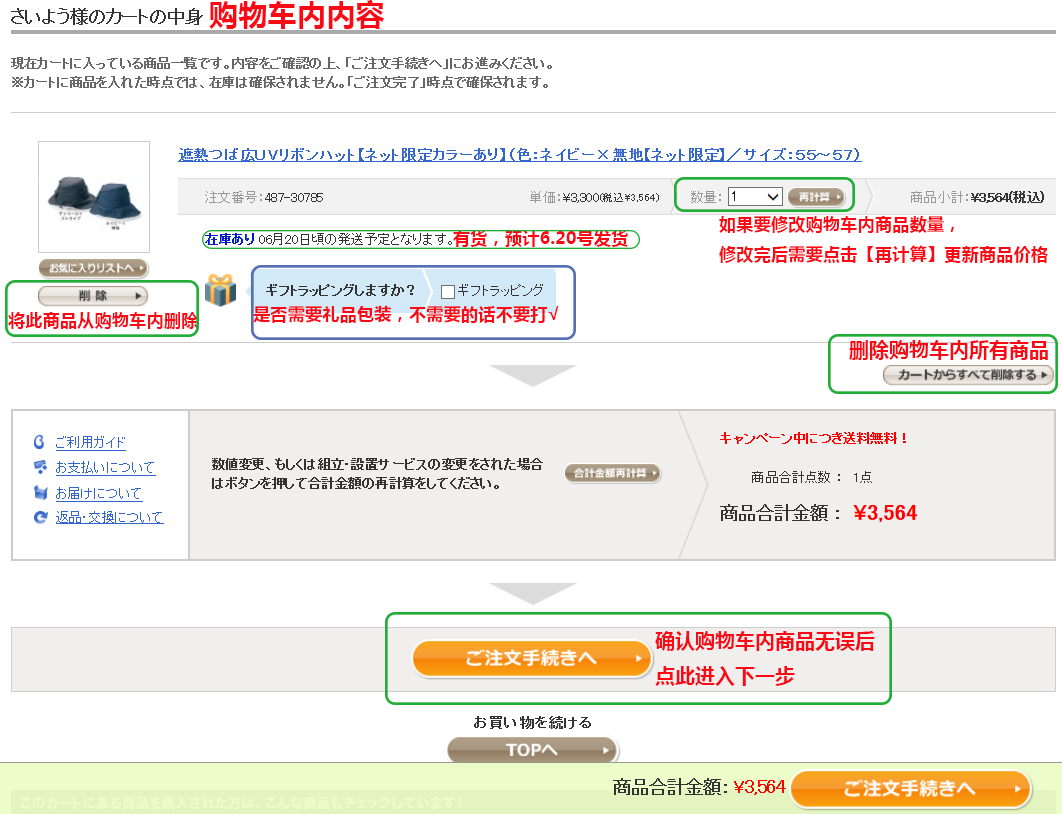 さいよう様のカートの中身 购物车内内容
現在カートに入っている商品一覧です。内容をご確認の上、「ご注文手続きへ」にお進みください。
※カートに商品を入れた時点では、在庫は確保されません。「ご注文完了」時点で確保されます。
遮熱つば広UVリボンハット【ネット限定カラーあり】(色:ネイビー×無地【ネット限定】/サイズ:55～57)
注文番号:487-30785 単価:¥3,300(税込¥3,564) 数量: 1 再計算 商品小計:¥3,564(税込)
如果要修改购物车内商品数量，
修改完后需要点击【再计算】更新商品价格
在庫あり 06月20日頃の発送予定となります。有货，预计6.20号发货
お気に入りリストへ
削除
将此商品从购物车内删除
ギフトラッピングしますか？ ギフトラッピング
是否需要礼品包装，不需要的话不要打√
删除购物车内所有商品
カートからすべて削除する
ご利用ガイド
お支払いについて
お届けについて
返品・交換について
数値変更、もしくは組立・設置サービスの変更をされた場合
はボタンを押して合計金額の再計算をしてください。
合計金額再計算
キャンペーン中につき送料無料！
商品合計点数： 1点
商品合計金額： ¥3,564
ご注文手続きへ
确认购物车内商品无误后
点此进入下一步
お買い物を続ける
TOPへ
商品合計金額: ¥3,564 ご注文手続きへ
このカートにある商品を購入された方は、こんな商品もチェックしています！